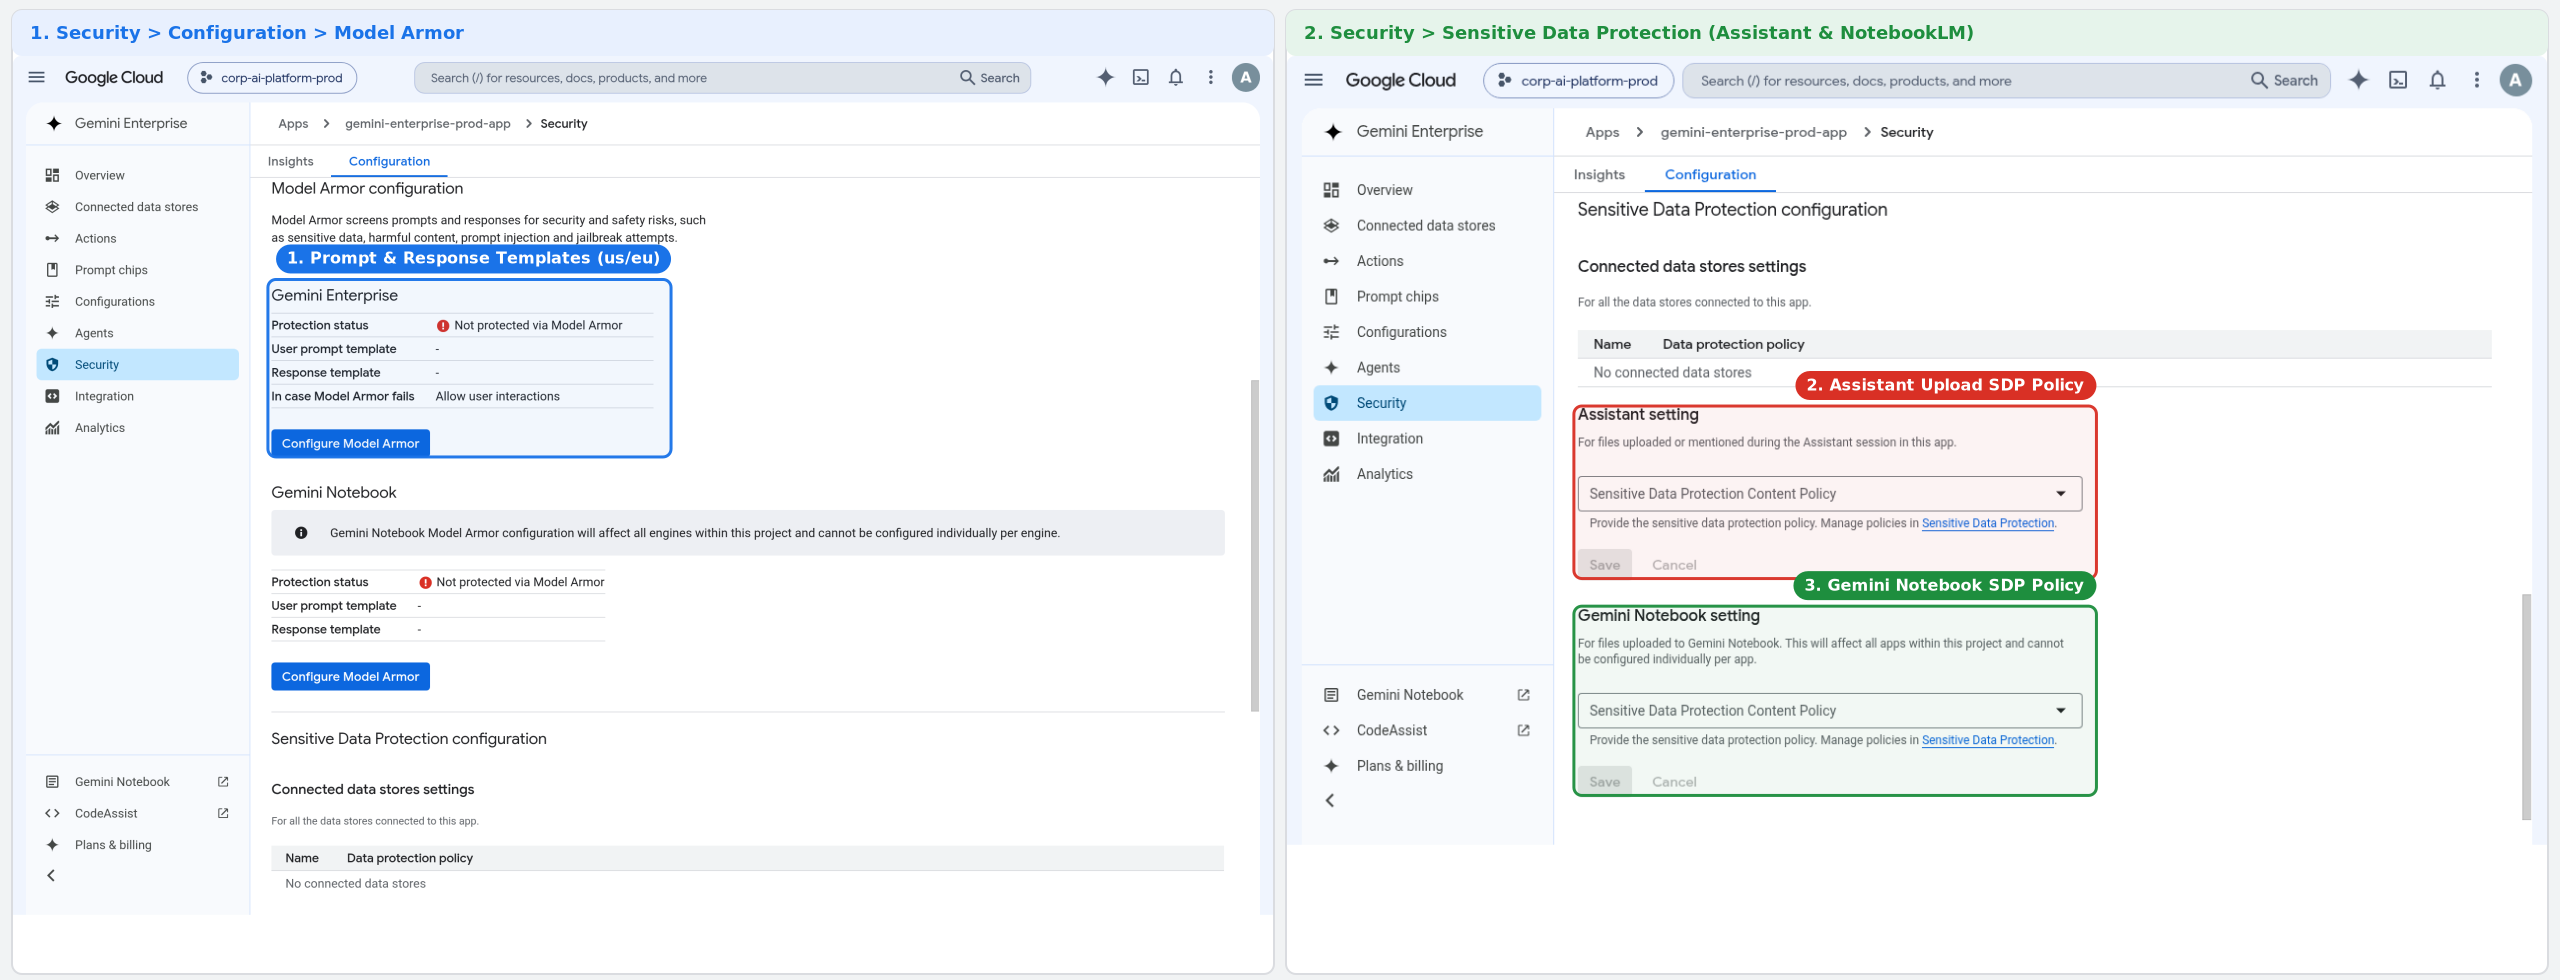 1. Security > Configuration > Model Armor
Google Cloud
corp-ai-platform-prod
Search (/) for resources, docs, products, and more
Search
A
Gemini Enterprise
Apps > gemini-enterprise-prod-app > Security
Insights
Configuration
Overview
Connected data stores
Actions
Prompt chips
Configurations
Agents
Security
Integration
Analytics
Gemini Notebook
CodeAssist
Plans & billing
Model Armor configuration
Model Armor screens prompts and responses for security and safety risks, such
as sensitive data, harmful content, prompt injection and jailbreak attempts.
1. Prompt & Response Templates (us/eu)
Gemini Enterprise
Protection status Not protected via Model Armor
User prompt template -
Response template -
In case Model Armor fails Allow user interactions
Configure Model Armor
Gemini Notebook
Gemini Notebook Model Armor configuration will affect all engines within this project and cannot be configured individually per engine.
Protection status Not protected via Model Armor
User prompt template -
Response template -
Configure Model Armor
Sensitive Data Protection configuration
Connected data stores settings
For all the data stores connected to this app.
Name Data protection policy
No connected data stores
2. Security > Sensitive Data Protection (Assistant & NotebookLM)
Google Cloud
corp-ai-platform-prod
Search (/) for resources, docs, products, and more
Search
A
Gemini Enterprise
Apps > gemini-enterprise-prod-app > Security
Insights
Configuration
Overview
Connected data stores
Actions
Prompt chips
Configurations
Agents
Security
Integration
Analytics
Gemini Notebook
CodeAssist
Plans & billing
Sensitive Data Protection configuration
Connected data stores settings
For all the data stores connected to this app.
Name Data protection policy
No connected data stores
2. Assistant Upload SDP Policy
Assistant setting
For files uploaded or mentioned during the Assistant session in this app.
Sensitive Data Protection Content Policy
Provide the sensitive data protection policy. Manage policies in Sensitive Data Protection.
Save Cancel
3. Gemini Notebook SDP Policy
Gemini Notebook setting
For files uploaded to Gemini Notebook. This will affect all apps within this project and cannot
be configured individually per app.
Sensitive Data Protection Content Policy
Provide the sensitive data protection policy. Manage policies in Sensitive Data Protection.
Save Cancel